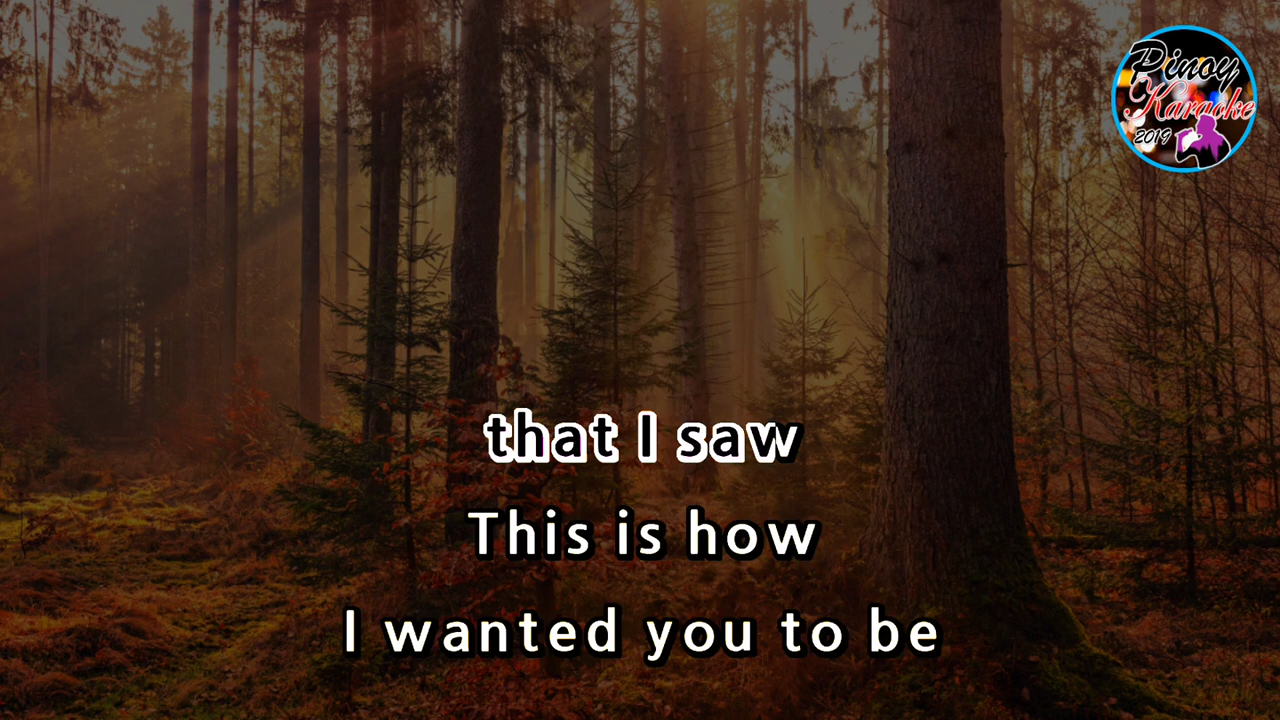 Pinoy
Karaoke
2019
that I saw
This is how
I wanted you to be